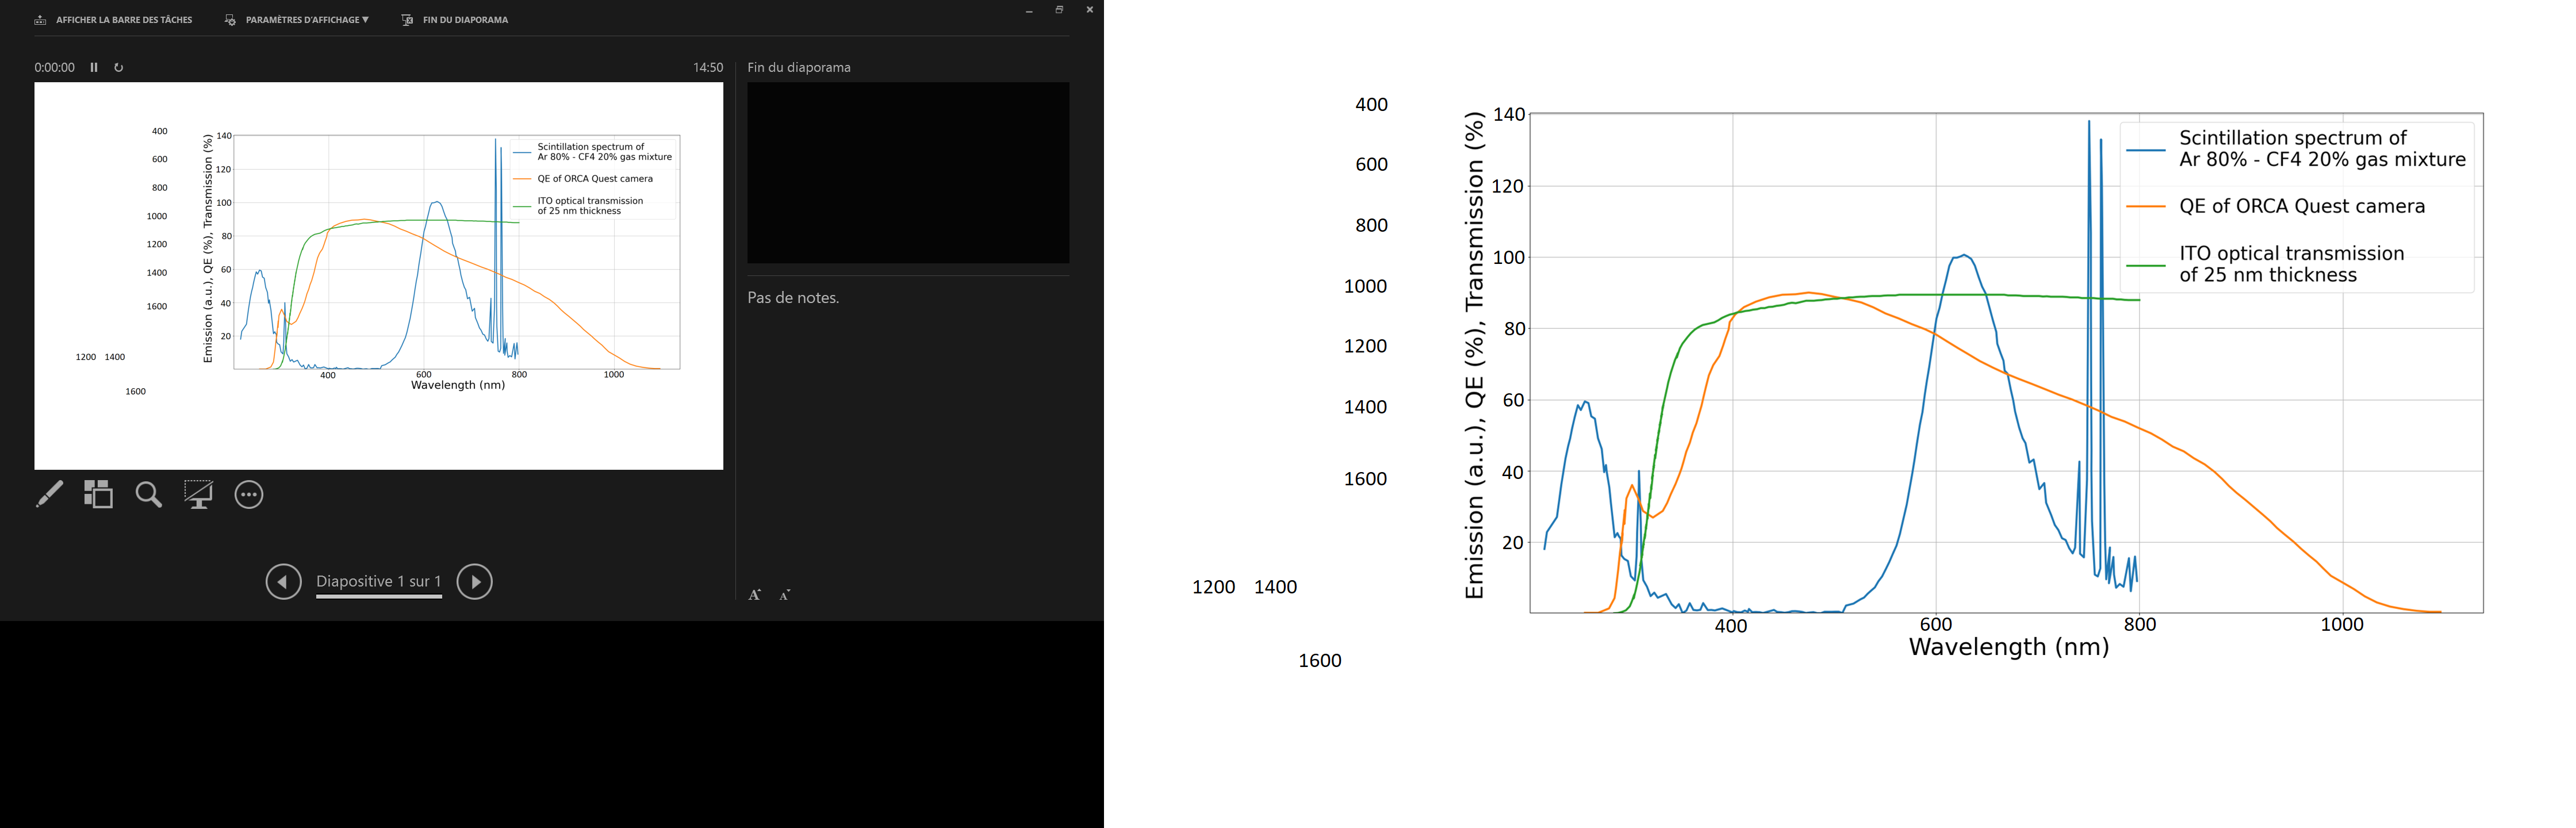 AFFICHER LA BARRE DES TÂCHES
PARAMÈTRES D'AFFICHAGE ▼
FIN DU DIAPORAMA
0:00:00
14:50
Fin du diaporama
400
600
800
1000
1200
1400
1600
1200 1400
1600
Emission (a.u.), QE (%), Transmission (%)
140
120
100
80
60
40
20
Scintillation spectrum of
Ar 80% - CF4 20% gas mixture
QE of ORCA Quest camera
ITO optical transmission
of 25 nm thickness
400 600 800 1000
Wavelength (nm)
Pas de notes.
Diapositive 1 sur 1
A A
400
600
800
1000
1200
1400
1600
1200 1400
1600
Emission (a.u.), QE (%), Transmission (%)
140
120
100
80
60
40
20
Scintillation spectrum of
Ar 80% - CF4 20% gas mixture
QE of ORCA Quest camera
ITO optical transmission
of 25 nm thickness
400 600 800 1000
Wavelength (nm)